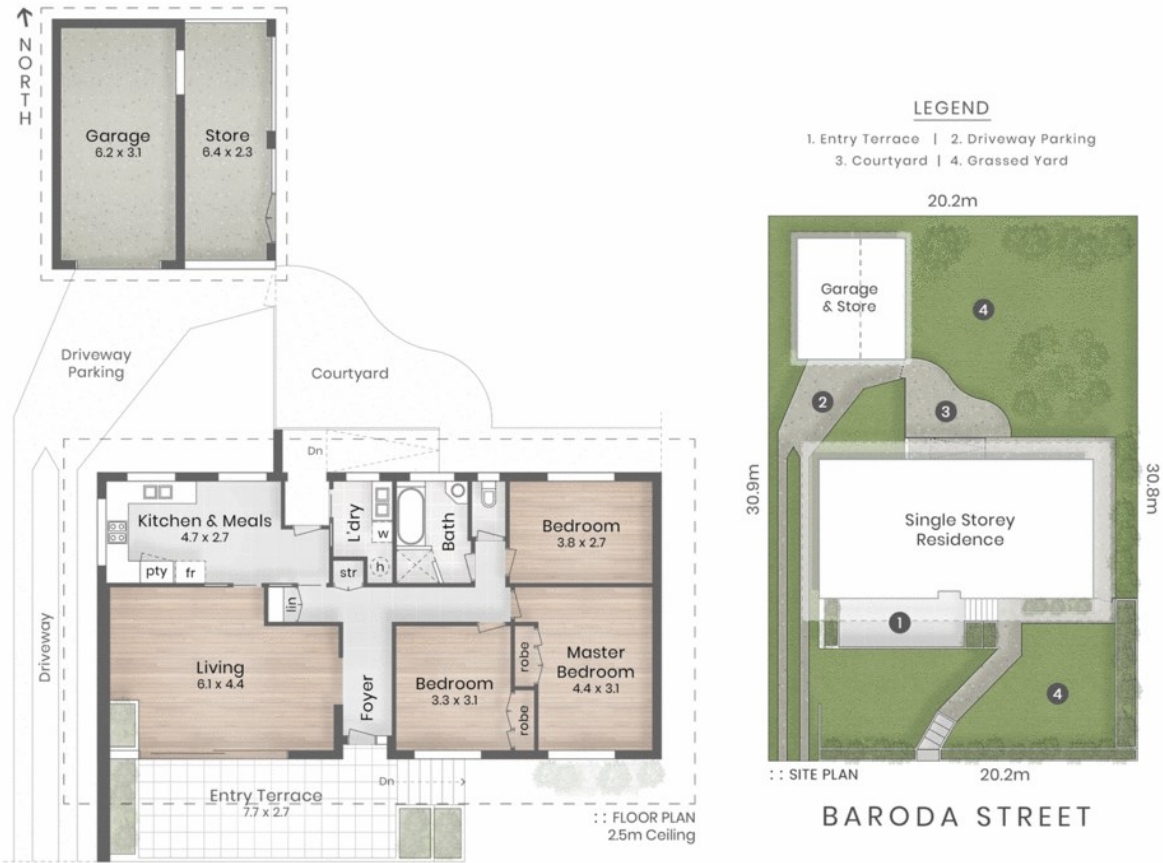 NORTH
Garage
6.2 x 3.1
Store
6.4 x 2.3
Driveway
Parking
Courtyard
Dn
Kitchen & Meals
4.7 x 2.7
pty
fr
L'dry
w
h
str
lin
Bath
Bedroom
3.8 x 2.7
Living
6.1 x 4.4
Foyer
Bedroom
3.3 x 3.1
robe
robe
Master
Bedroom
4.4 x 3.1
Driveway
Entry Terrace
7.7 x 2.7
Dn
:: FLOOR PLAN
2.5m Ceiling
LEGEND
1. Entry Terrace | 2. Driveway Parking
3. Courtyard | 4. Grassed Yard
20.2m
Garage
& Store
4
2
3
30.9m
30.8m
Single Storey
Residence
1
4
:: SITE PLAN
20.2m
BARODA STREET